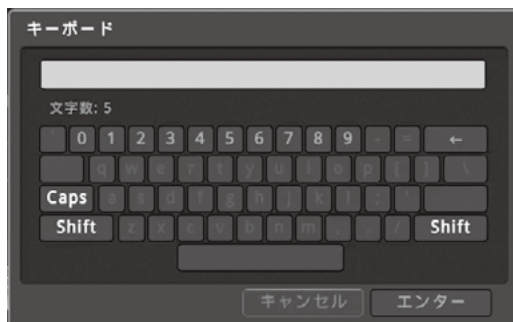 キーボード
文字数: 5
` 0 1 2 3 4 5 6 7 8 9 - = ←
q w e r t y u i o p [ ] \
Caps a s d f g h j k l ; '
Shift z x c v b n m , . / Shift
キャンセル エンター